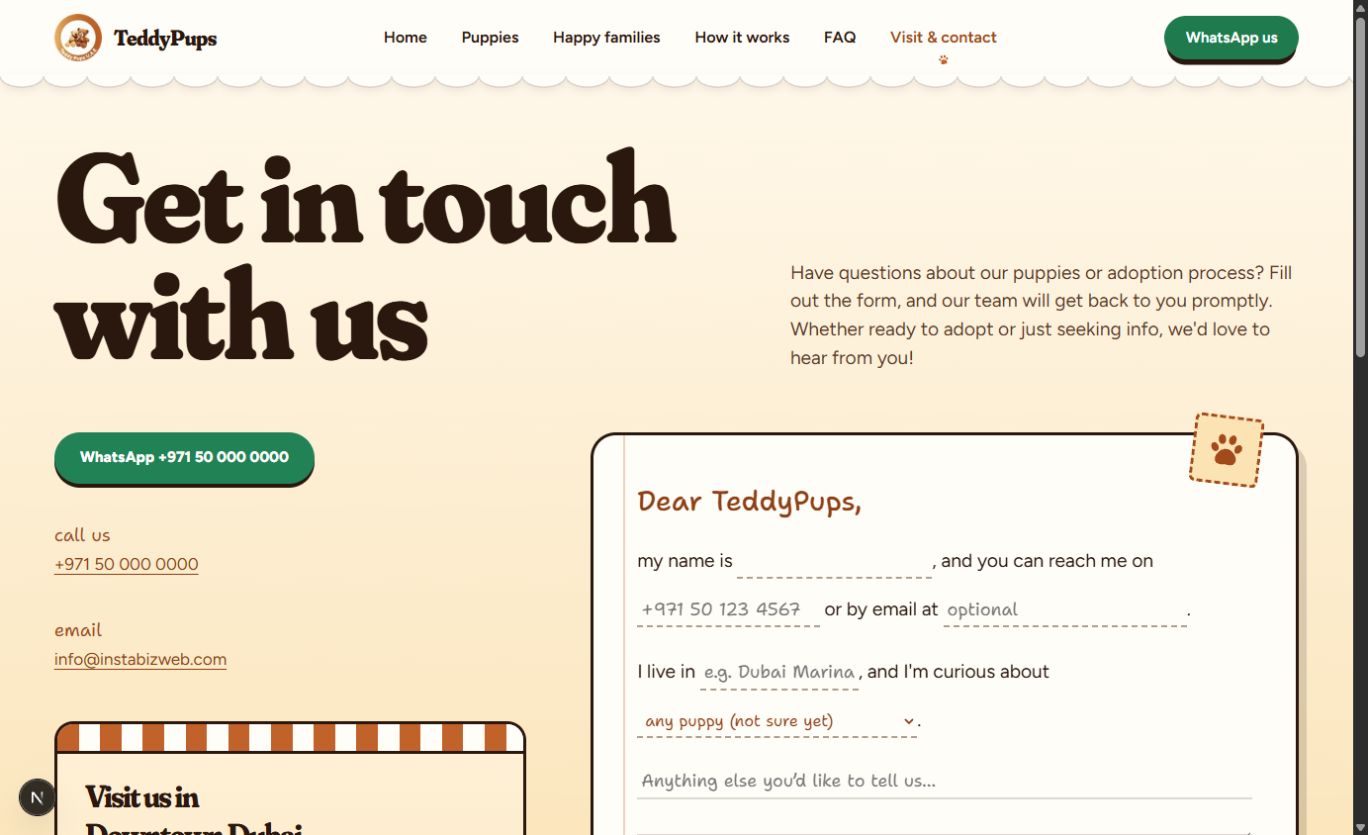 TeddyPups
Home Puppies Happy families How it works FAQ Visit & contact
WhatsApp us
Get in touch
with us
Have questions about our puppies or adoption process? Fill
out the form, and our team will get back to you promptly.
Whether ready to adopt or just seeking info, we'd love to
hear from you!
WhatsApp +971 50 000 0000
call us
+971 50 000 0000
email
info@instabizweb.com
Visit us in
Downtown Dubai
Dear TeddyPups,
my name is , and you can reach me on
+971 50 123 4567 or by email at optional .
I live in e.g. Dubai Marina , and I'm curious about
any puppy (not sure yet) .
Anything else you'd like to tell us...
N